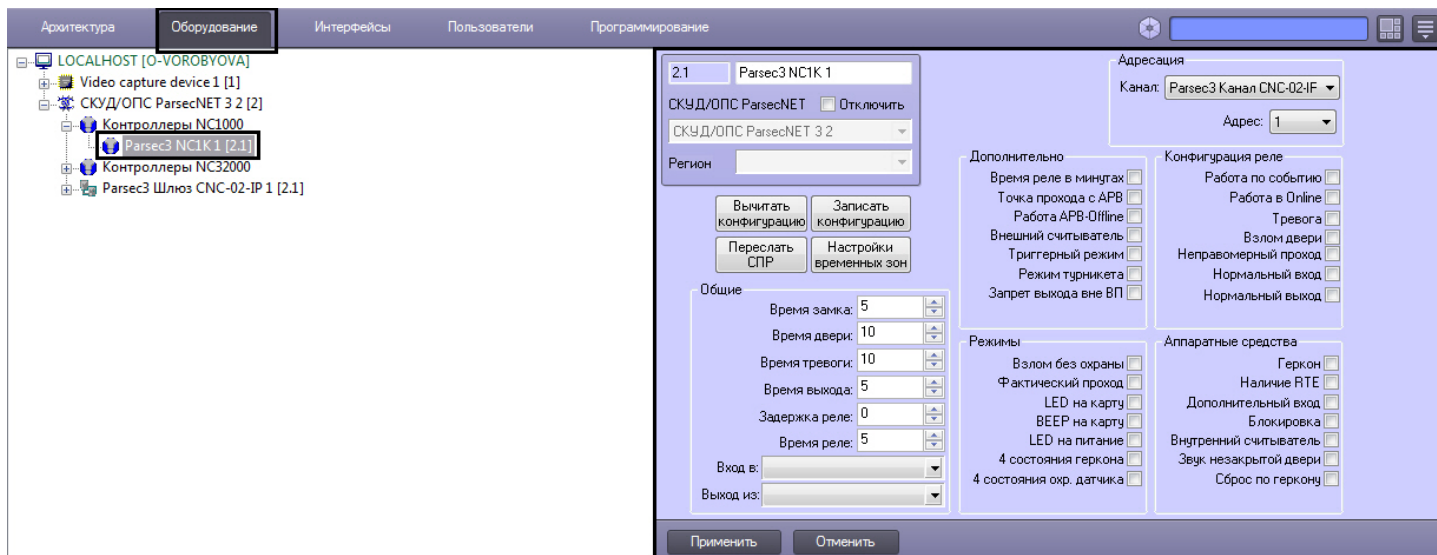 Архитектура
Оборудование
Интерфейсы
Пользователи
Программирование
LOCALHOST [O-VOROBYOVA]
Video capture device 1 [1]
СКУД/ОПС ParsecNET 3 2 [2]
Контроллеры NC1000
Parsec3 NC1K 1 [2.1]
Контроллеры NC32000
Parsec3 Шлюз CNC-02-IP 1 [2.1]
2.1
Parsec3 NC1K 1
СКУД/ОПС ParsecNET
Отключить
СКУД/ОПС ParsecNET 3 2
Регион
Адресация
Канал: Parsec3 Канал CNC-02-IF
Адрес: 1
Вычитать конфигурацию
Записать конфигурацию
Переслать СПР
Настройки временных зон
Общие
Время замка: 5
Время двери: 10
Время тревоги: 10
Время выхода: 5
Задержка реле: 0
Время реле: 5
Вход в:
Выход из:
Дополнительно
Время реле в минутах
Точка прохода с АРВ
Работа АРВ-Offline
Внешний считыватель
Триггерный режим
Режим турникета
Запрет выхода вне ВП
Конфигурация реле
Работа по событию
Работа в Online
Тревога
Взлом двери
Неправомерный проход
Нормальный вход
Нормальный выход
Режимы
Взлом без охраны
Фактический проход
LED на карту
BEEP на карту
LED на питание
4 состояния геркона
4 состояния охр. датчика
Аппаратные средства
Геркон
Наличие RTE
Дополнительный вход
Блокировка
Внутренний считыватель
Звук незакрытой двери
Сброс по геркону
Применить
Отменить